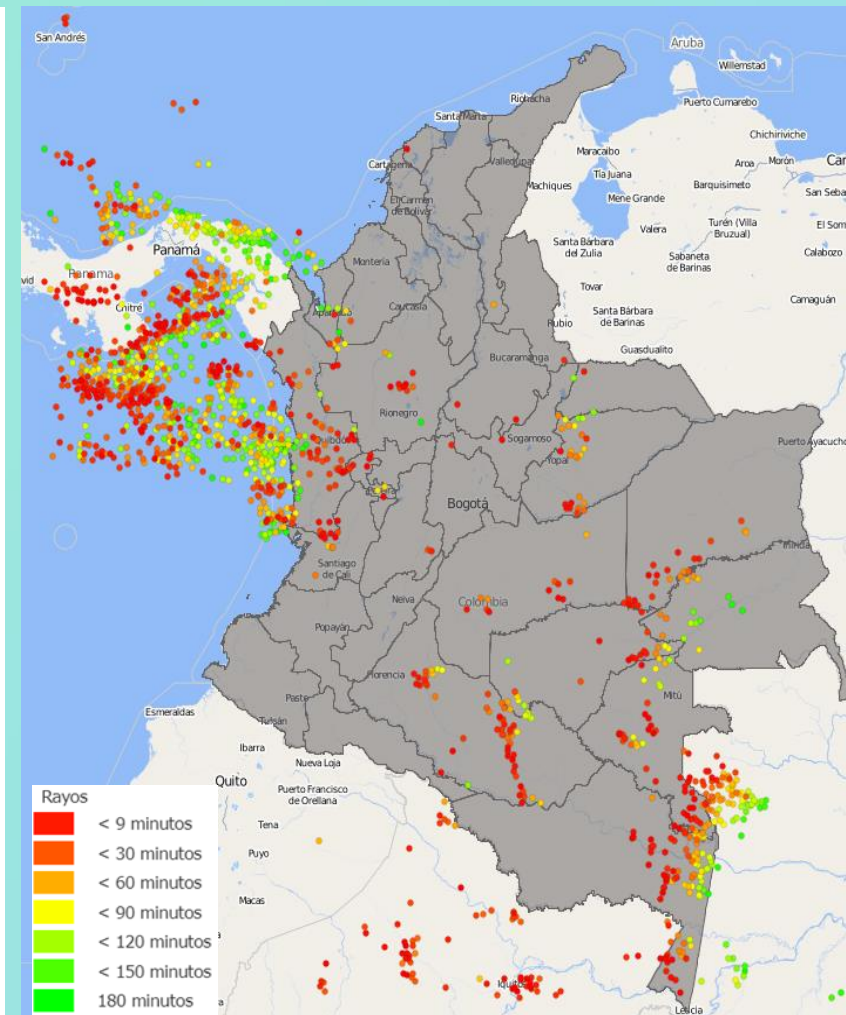 San Andrés
Aruba
Willemstad
Riohacha
Puerto Cumarebo
Santa Marta
Chichiriviche
Cartagena
Maracaibo
Valledupar
Aroa
Morón
Tía Juana
Machiques
Barquisimeto
San Seba
El Carmen
de Bolívar
Mene Grande
Turén (Villa
Bruzual)
El Som
Valera
Panamá
Santa Bárbara
del Zulia
Sabaneta
de Barinas
Calabozo
Montería
Panama
vid
Tovar
Camaguán
Chitré
Caucasia
Santa Bárbara
de Barinas
Rubio
Guasdualito
Bucaramanga
Rionegro
Quibdó
Sogamoso
Puerto Ayacucho
Yopal
Bogotá
Inírida
Santiago
de Cali
Neiva
Colombia
Popayán
Florencia
Mitú
Pasto
Esmeraldas
Ibarra
Nueva Loja
Quito
Puerto Francisco
de Orellana
Tena
Puyo
Macas
Iquitos
Leticia
Rayos
< 9 minutos
< 30 minutos
< 60 minutos
< 90 minutos
< 120 minutos
< 150 minutos
180 minutos